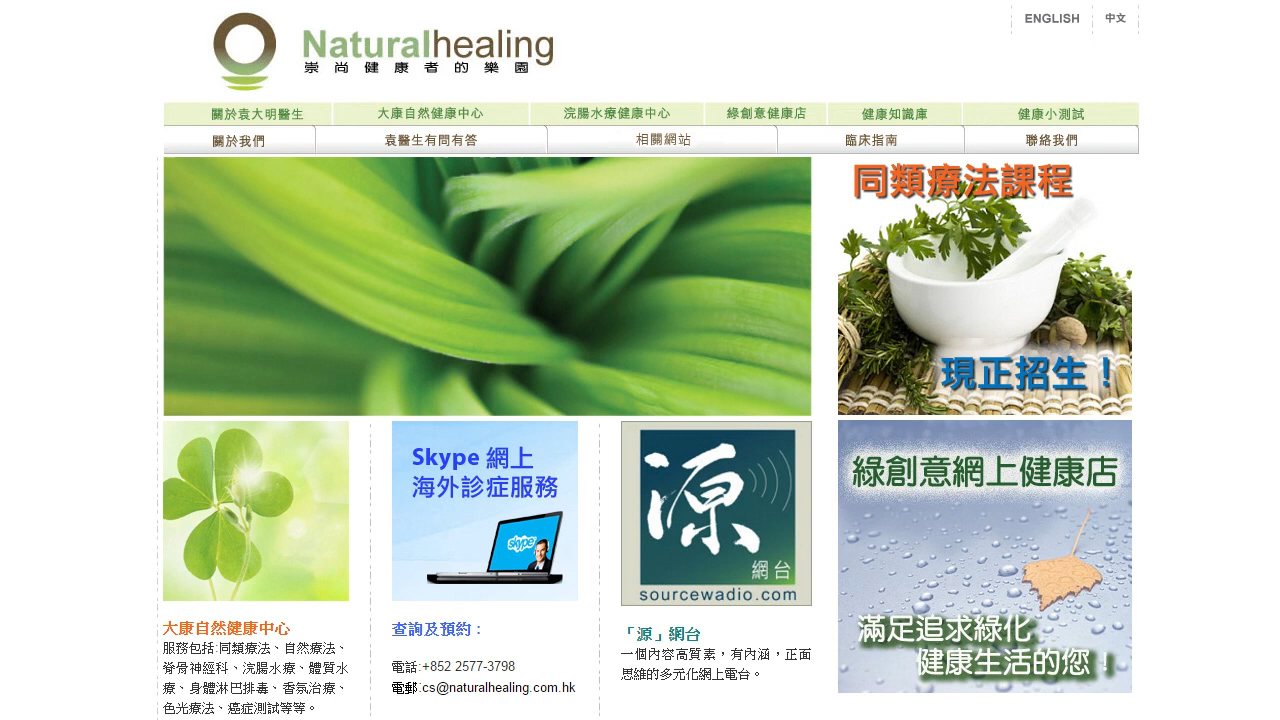 ENGLISH
中文
Naturalhealing
崇尚健康者的樂園
關於袁大明醫生
大康自然健康中心
浣腸水療健康中心
綠創意健康店
健康知識庫
健康小測試
關於我們
袁醫生有問有答
相關網站
臨床指南
聯絡我們
同類療法課程
現正招生！
Skype 網上
海外診症服務
skype
源
網台
sourcewadio.com
綠創意網上健康店
滿足追求綠化
健康生活的您！
大康自然健康中心
服務包括:同類療法、自然療法、
脊骨神經科、浣腸水療、體質水
療、身體淋巴排毒、香氛治療、
色光療法、癌症測試等等。
查詢及預約：
電話:+852 2577-3798
電郵:cs@naturalhealing.com.hk
「源」網台
一個內容高質素，有內涵，正面
思維的多元化網上電台。